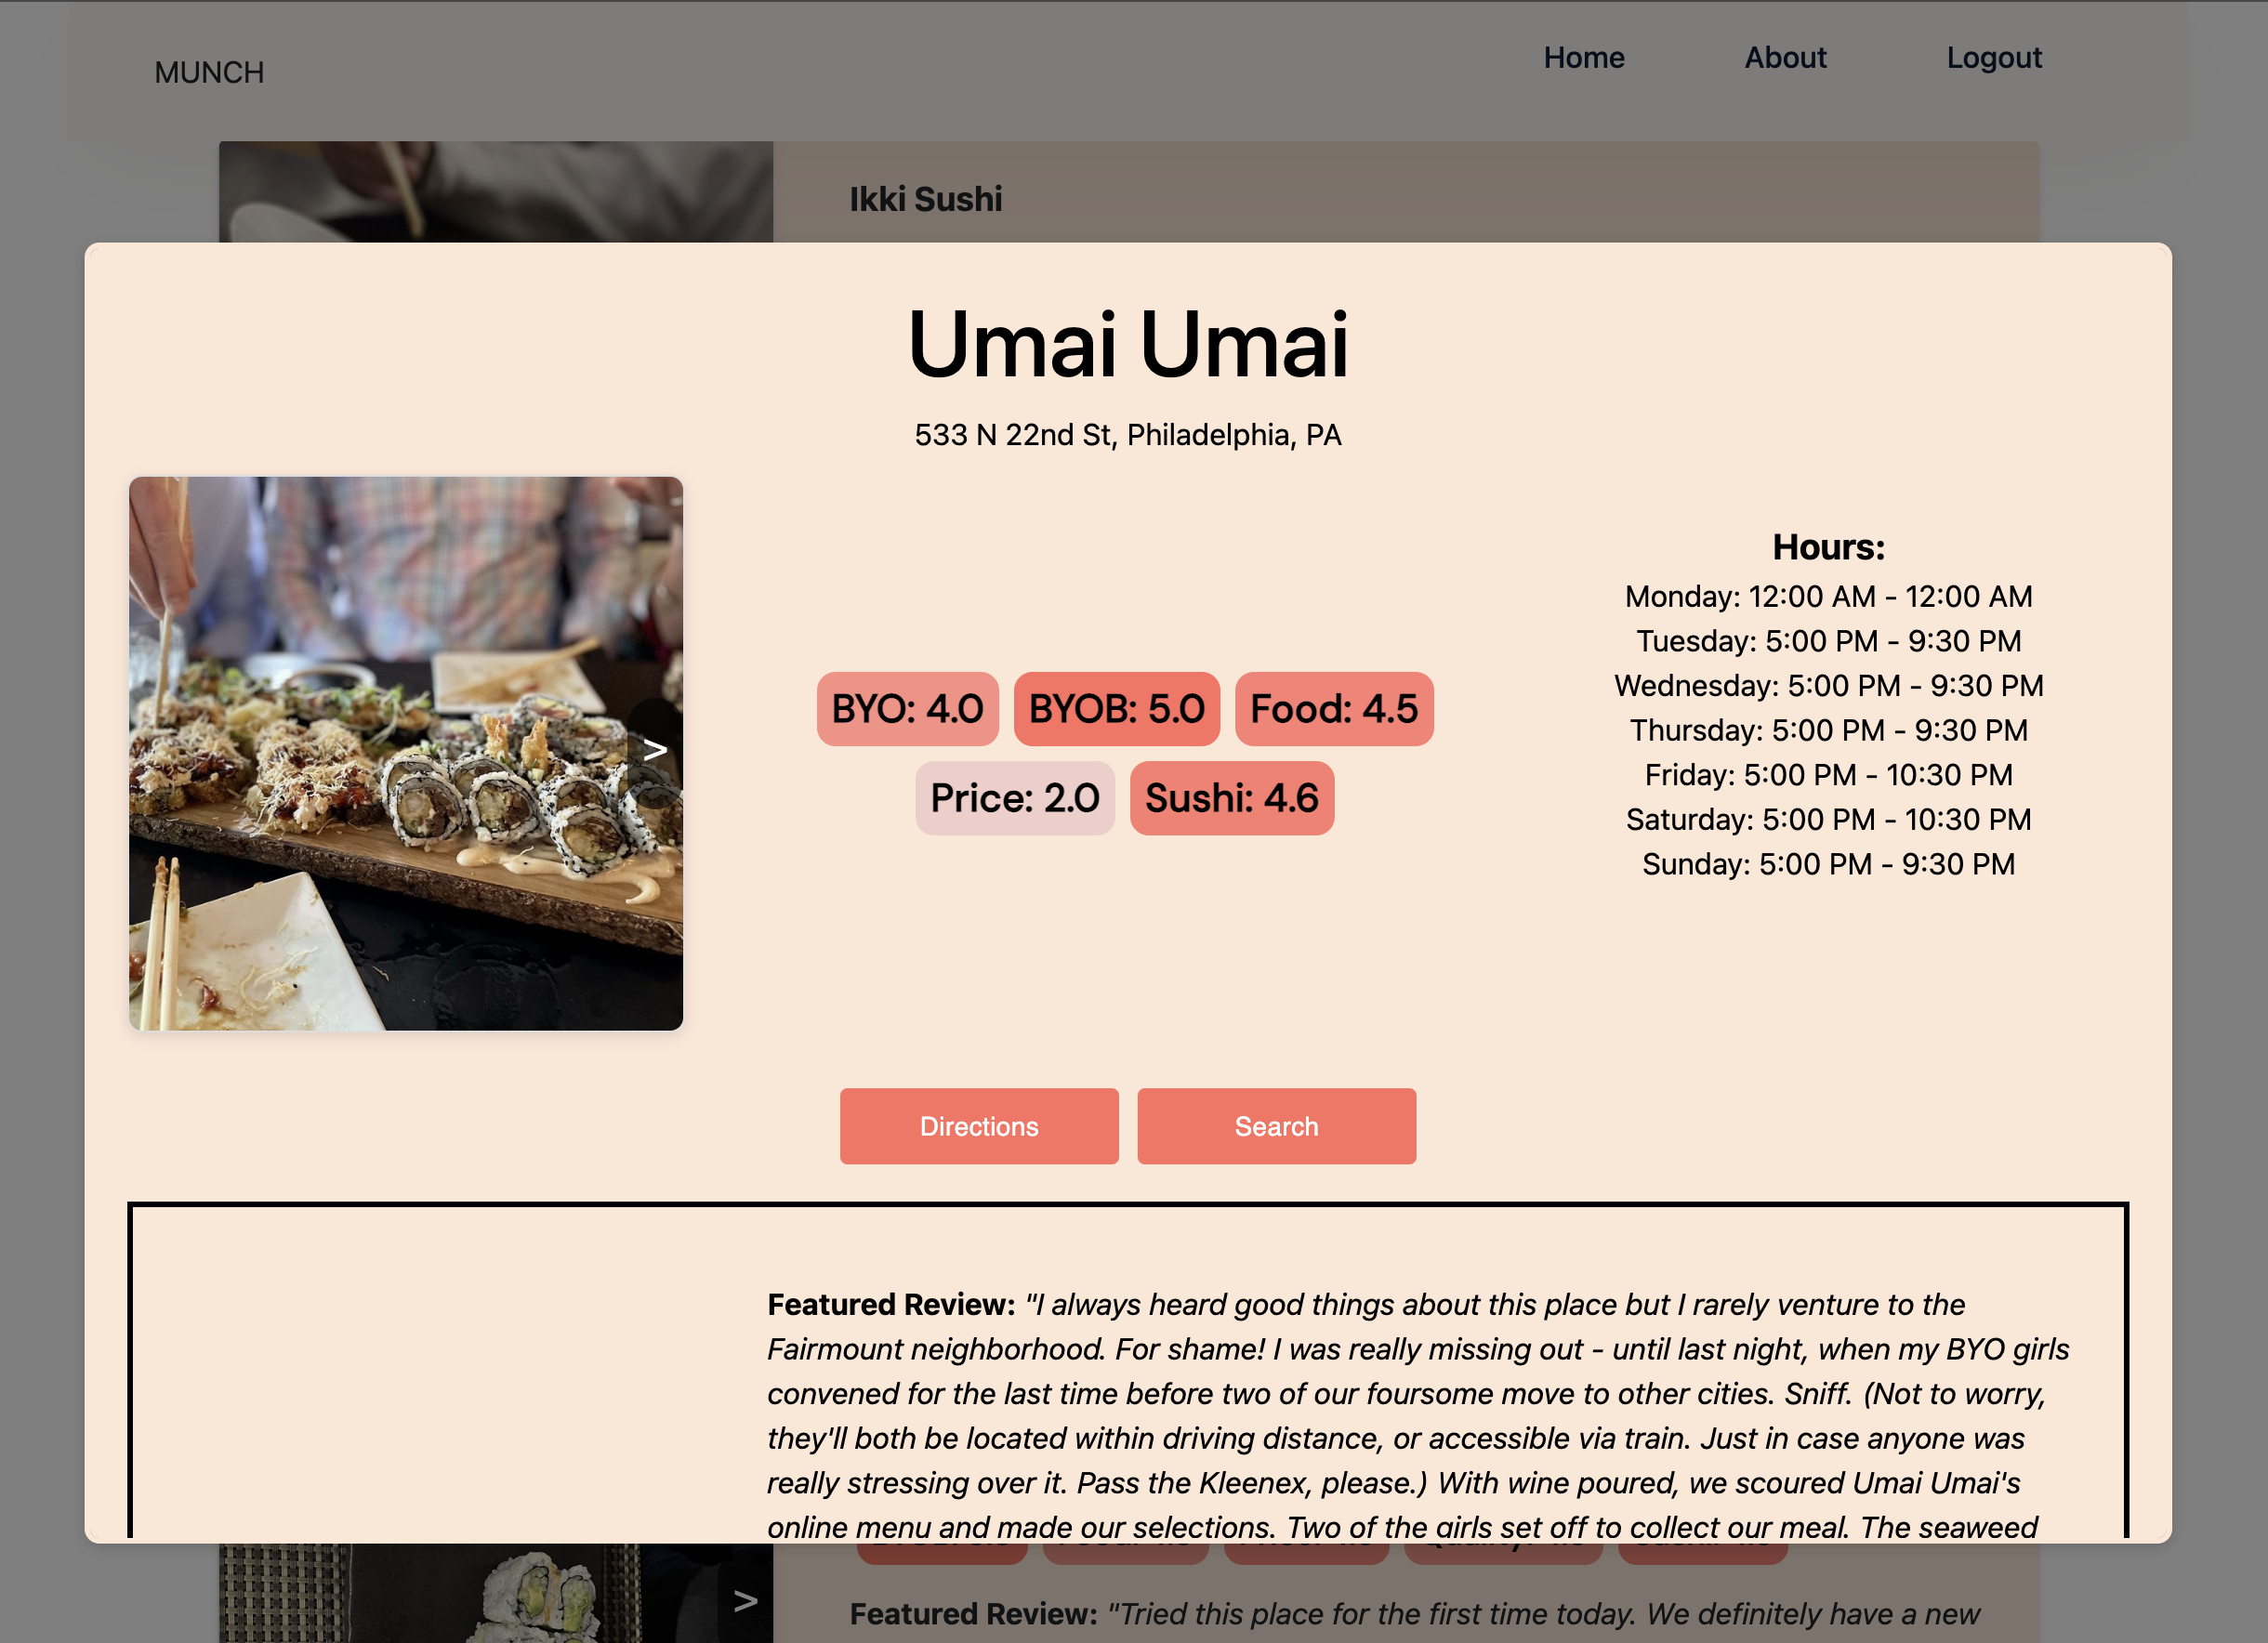 MUNCH
Home
About
Logout
Ikki Sushi
Umai Umai
533 N 22nd St, Philadelphia, PA
>
BYO: 4.0
BYOB: 5.0
Food: 4.5
Price: 2.0
Sushi: 4.6
Hours:
Monday: 12:00 AM - 12:00 AM
Tuesday: 5:00 PM - 9:30 PM
Wednesday: 5:00 PM - 9:30 PM
Thursday: 5:00 PM - 9:30 PM
Friday: 5:00 PM - 10:30 PM
Saturday: 5:00 PM - 10:30 PM
Sunday: 5:00 PM - 9:30 PM
Directions
Search
Featured Review: "I always heard good things about this place but I rarely venture to the
Fairmount neighborhood. For shame! I was really missing out - until last night, when my BYO girls
convened for the last time before two of our foursome move to other cities. Sniff. (Not to worry,
they'll both be located within driving distance, or accessible via train. Just in case anyone was
really stressing over it. Pass the Kleenex, please.) With wine poured, we scoured Umai Umai's
online menu and made our selections. Two of the girls set off to collect our meal. The seaweed
>
Featured Review: "Tried this place for the first time today. We definitely have a new